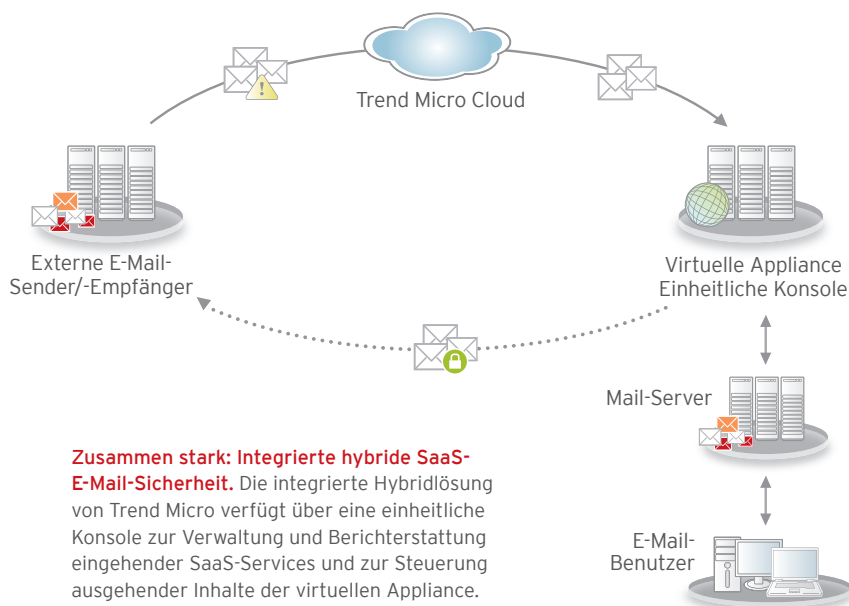 Trend Micro Cloud
Externe E-Mail-
Sender/-Empfänger
Virtuelle Appliance
Einheitliche Konsole
Mail-Server
Zusammen stark: Integrierte hybride SaaS-
E-Mail-Sicherheit. Die integrierte Hybridlösung
von Trend Micro verfügt über eine einheitliche
Konsole zur Verwaltung und Berichterstattung
eingehender SaaS-Services und zur Steuerung
ausgehender Inhalte der virtuellen Appliance.
E-Mail-
Benutzer